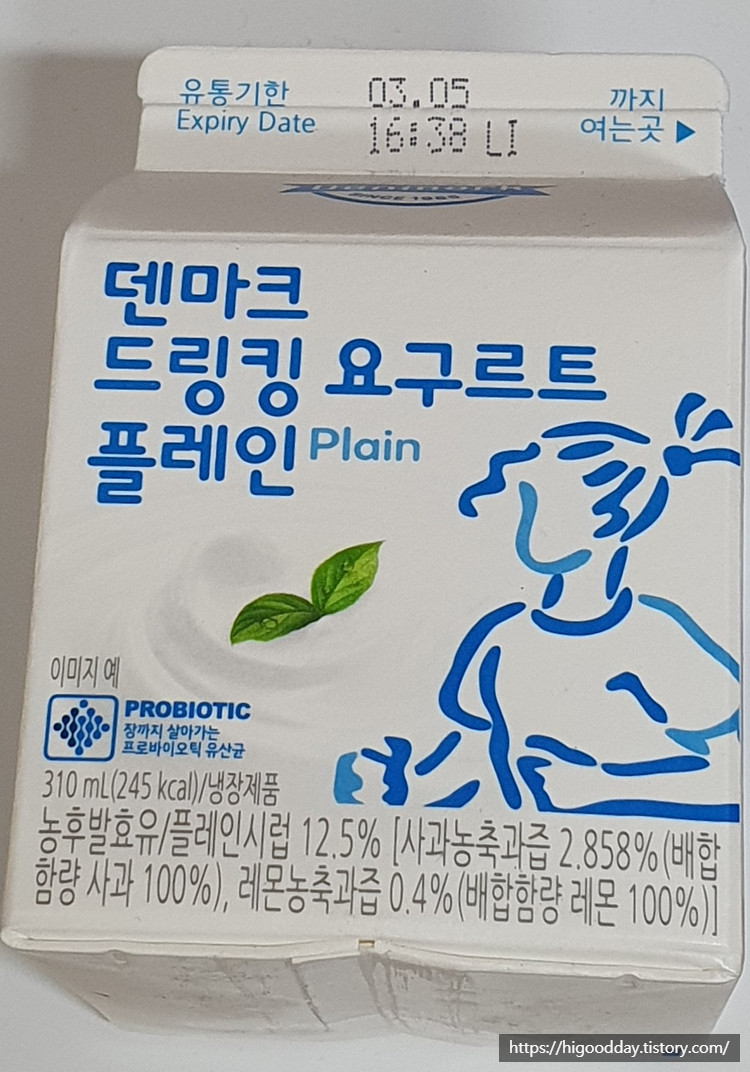 유통기한 03.05 까지
Expiry Date 16:38 LI 여는곳 ▶
SINCE 1985
덴마크
드링킹 요구르트
플레인 Plain
이미지 예
PROBIOTIC
장까지 살아가는
프로바이오틱 유산균
310 mL(245 kcal)/냉장제품
농후발효유/플레인시럽 12.5% [사과농축과즙 2.858%(배합
함량 사과 100%), 레몬농축과즙 0.4%(배합함량 레몬 100%)]
https://higoodday.tistory.com/